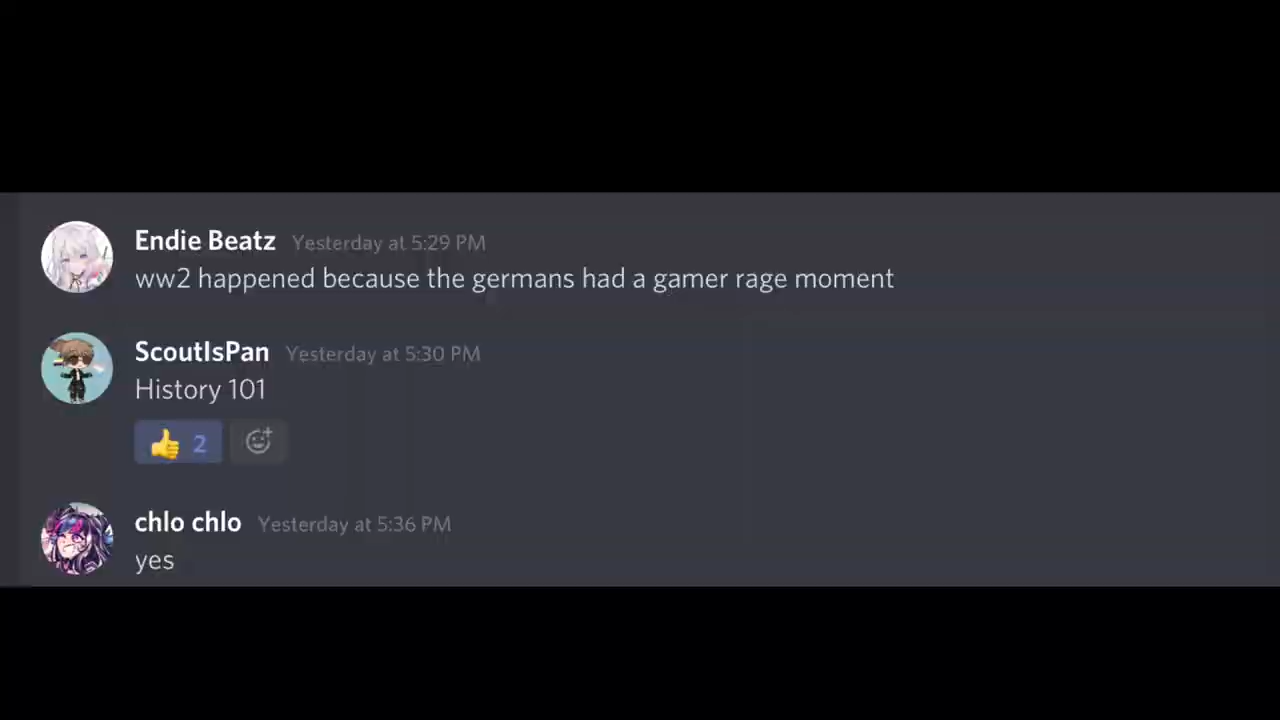 Endie Beatz Yesterday at 5:29 PM
ww2 happened because the germans had a gamer rage moment
ScoutIsPan Yesterday at 5:30 PM
History 101
👍 2
chlo chlo Yesterday at 5:36 PM
yes